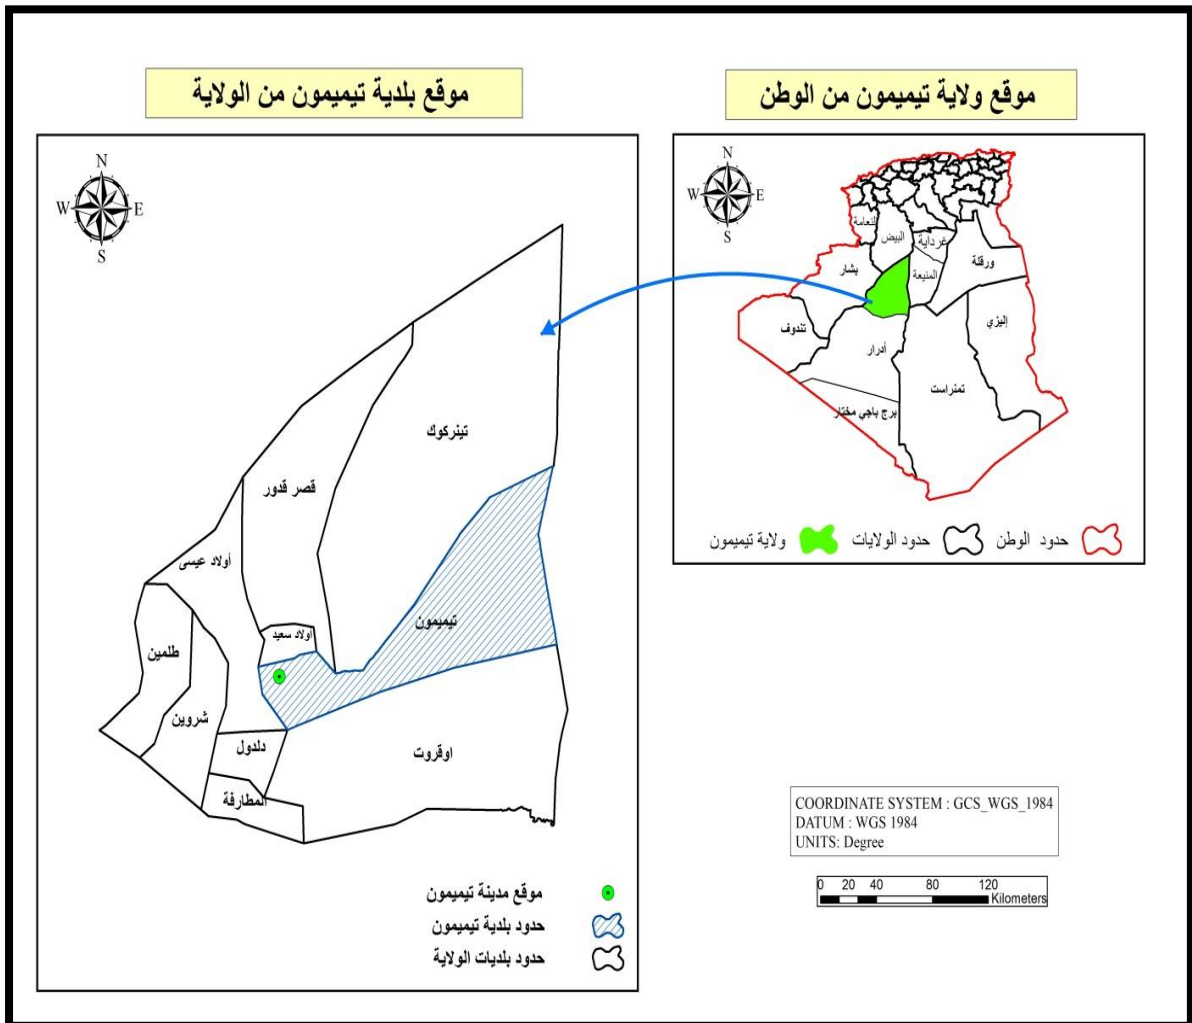 موقع ولاية تيميمون من الوطن
موقع بلدية تيميمون من الولاية
N
W
E
S
النعامة
البيض
غرداية
ورقلة
بشار
المنيعة
تندوف
أدرار
إليزي
تمنراست
برج باجي مختار
حدود الوطن
حدود الولايات
ولاية تيميمون
N
W
E
S
تينركوك
قصر قدور
أولاد عيسى
تيميمون
أولاد سعيد
طلمين
شروين
دلدول
اوقروت
المطارفة
موقع مدينة تيميمون
حدود بلدية تيميمون
حدود بلديات الولاية
COORDINATE SYSTEM : GCS_WGS_1984
DATUM : WGS 1984
UNITS: Degree
0 20 40 80 120
Kilometers